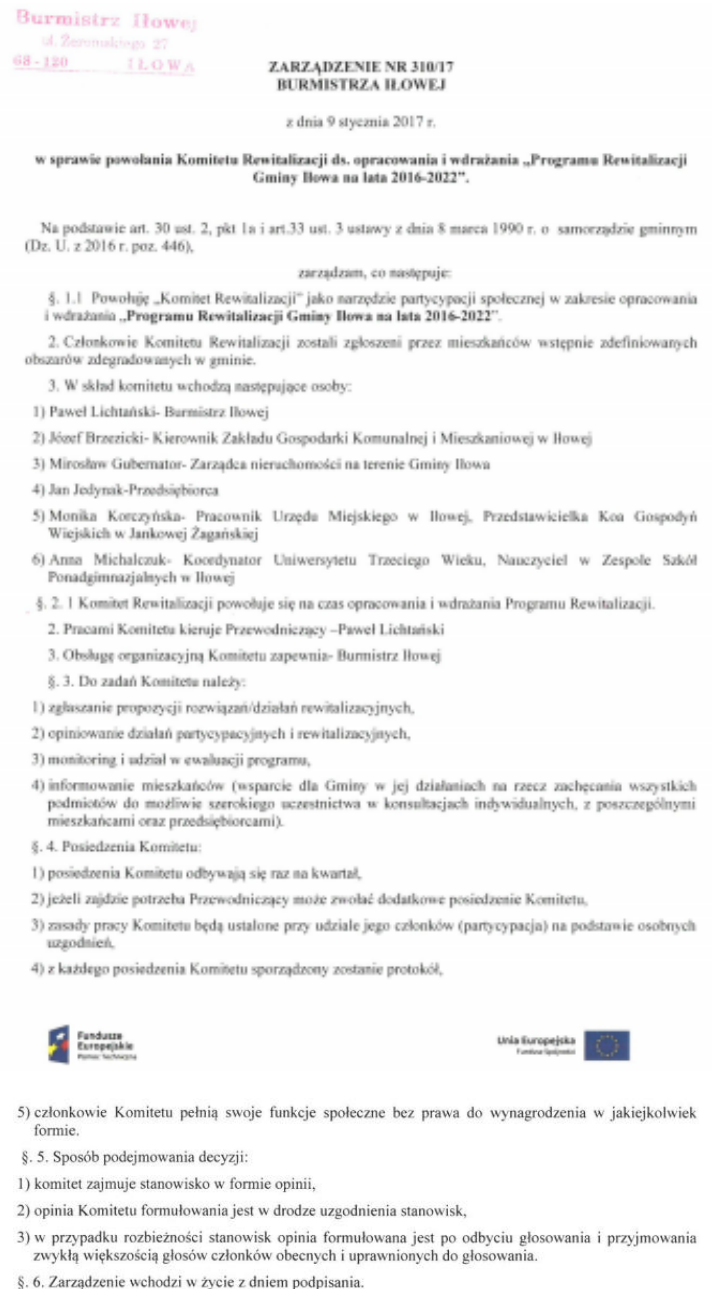 Burmistrz Iłowej
ul. Żeromskiego 27
68-120 IŁOWA
ZARZĄDZENIE NR 310/17
BURMISTRZA IŁOWEJ
z dnia 9 stycznia 2017 r.
w sprawie powołania Komitetu Rewitalizacji ds. opracowania i wdrażania „Programu Rewitalizacji
Gminy Iłowa na lata 2016-2022”.
Na podstawie art. 30 ust. 2, pkt 1a i art.33 ust. 3 ustawy z dnia 8 marca 1990 r. o samorządzie gminnym
(Dz. U. z 2016 r. poz. 446),
zarządzam, co następuje:
§. 1.1 Powołuję „Komitet Rewitalizacji” jako narzędzie partycypacji społecznej w zakresie opracowania
i wdrażania „Programu Rewitalizacji Gminy Iłowa na lata 2016-2022”.
2. Członkowie Komitetu Rewitalizacji zostali zgłoszeni przez mieszkańców wstępnie zdefiniowanych
obszarów zdegradowanych w gminie.
3. W skład komitetu wchodzą następujące osoby:
1) Paweł Lichtański- Burmistrz Iłowej
2) Józef Brzezicki- Kierownik Zakładu Gospodarki Komunalnej i Mieszkaniowej w Iłowej
3) Mirosław Gubernator- Zarządca nieruchomości na terenie Gminy Iłowa
4) Jan Jedynak-Przedsiębiorca
5) Monika Korczyńska- Pracownik Urzędu Miejskiego w Iłowej, Przedstawicielka Koa Gospodyń
Wiejskich w Jankowej Żagańskiej
6) Anna Michalczuk- Koordynator Uniwersytetu Trzeciego Wieku, Nauczyciel w Zespole Szkół
Ponadgimnazjalnych w Iłowej
§. 2. 1 Komitet Rewitalizacji powołuje się na czas opracowania i wdrażania Programu Rewitalizacji.
2. Pracami Komitetu kieruje Przewodniczący –Paweł Lichtański
3. Obsługę organizacyjną Komitetu zapewnia- Burmistrz Iłowej
§. 3. Do zadań Komitetu należy:
1) zgłaszanie propozycji rozwiązań/działań rewitalizacyjnych,
2) opiniowanie działań partycypacyjnych i rewitalizacyjnych,
3) monitoring i udział w ewaluacji programu,
4) informowanie mieszkańców (wsparcie dla Gminy w jej działaniach na rzecz zachęcania wszystkich
podmiotów do możliwie szerokiego uczestnictwa w konsultacjach indywidualnych, z poszczególnymi
mieszkańcami oraz przedsiębiorcami).
§. 4. Posiedzenia Komitetu:
1) posiedzenia Komitetu odbywają się raz na kwartał,
2) jeżeli zajdzie potrzeba Przewodniczący może zwołać dodatkowe posiedzenie Komitetu,
3) zasady pracy Komitetu będą ustalone przy udziale jego członków (partycypacja) na podstawie osobnych
uzgodnień,
4) z każdego posiedzenia Komitetu sporządzony zostanie protokół,
Fundusze
Europejskie
Pomoc Techniczna
Unia Europejska
Fundusz Spójności
5) członkowie Komitetu pełnią swoje funkcje społeczne bez prawa do wynagrodzenia w jakiejkolwiek
formie.
§. 5. Sposób podejmowania decyzji:
1) komitet zajmuje stanowisko w formie opinii,
2) opinia Komitetu formułowania jest w drodze uzgodnienia stanowisk,
3) w przypadku rozbieżności stanowisk opinia formułowana jest po odbyciu głosowania i przyjmowania
zwykłą większością głosów członków obecnych i uprawnionych do głosowania.
§. 6. Zarządzenie wchodzi w życie z dniem podpisania.